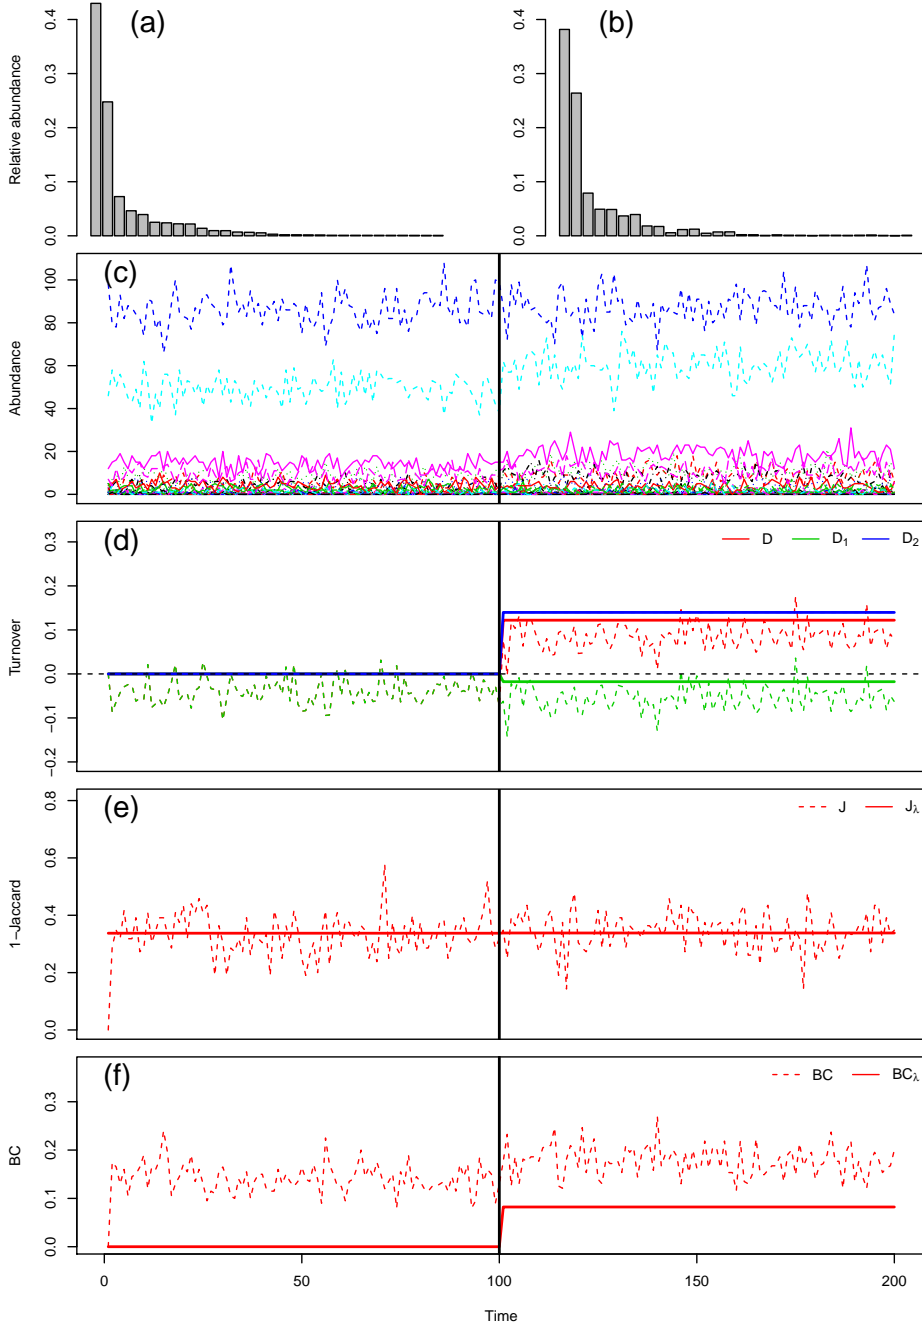 (a)
(b)
Relative abundance
0.0 0.1 0.2 0.3 0.4
0.0 0.1 0.2 0.3 0.4
(c)
Abundance
0 20 40 60 80 100
(d)
D D₁ D₂
Turnover
−0.2 −0.1 0.0 0.1 0.2 0.3
(e)
J Jλ
1−Jaccard
0.0 0.2 0.4 0.6 0.8
(f)
BC BCλ
BC
0.0 0.1 0.2 0.3
0 50 100 150 200
Time